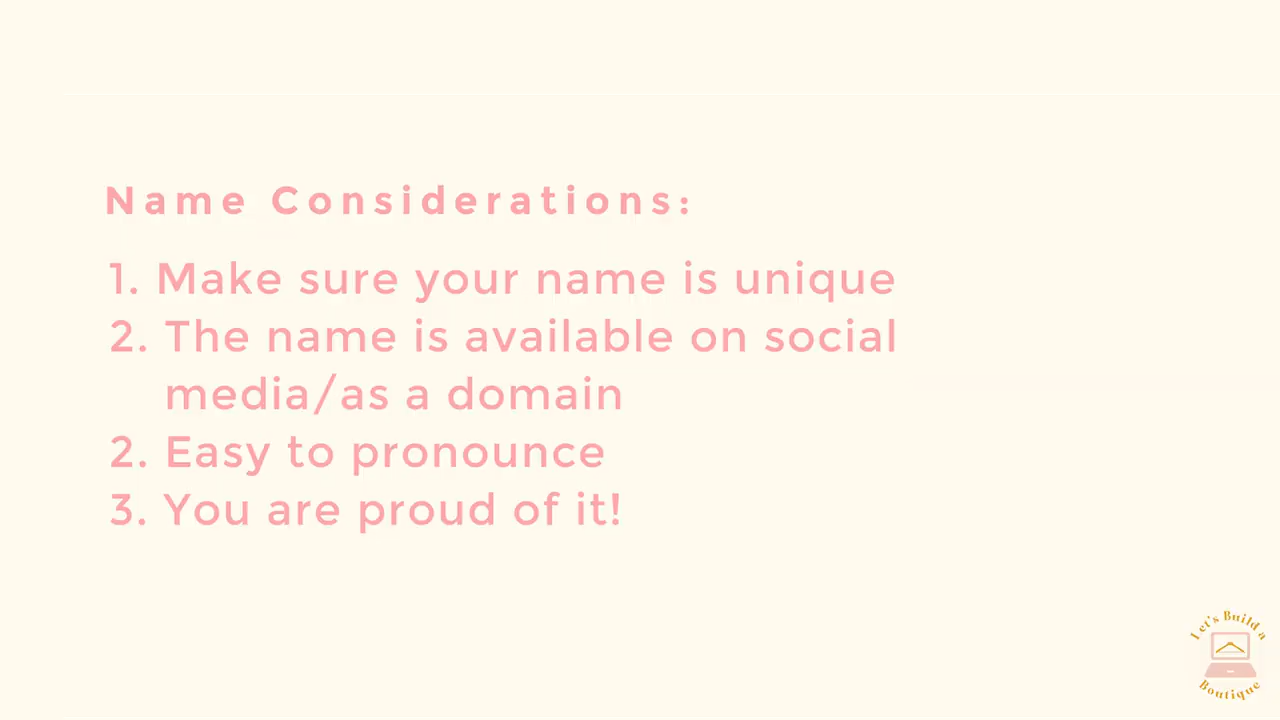 Name Considerations:
1. Make sure your name is unique
2. The name is available on social
media/as a domain
2. Easy to pronounce
3. You are proud of it!
Let's Build a
Boutique